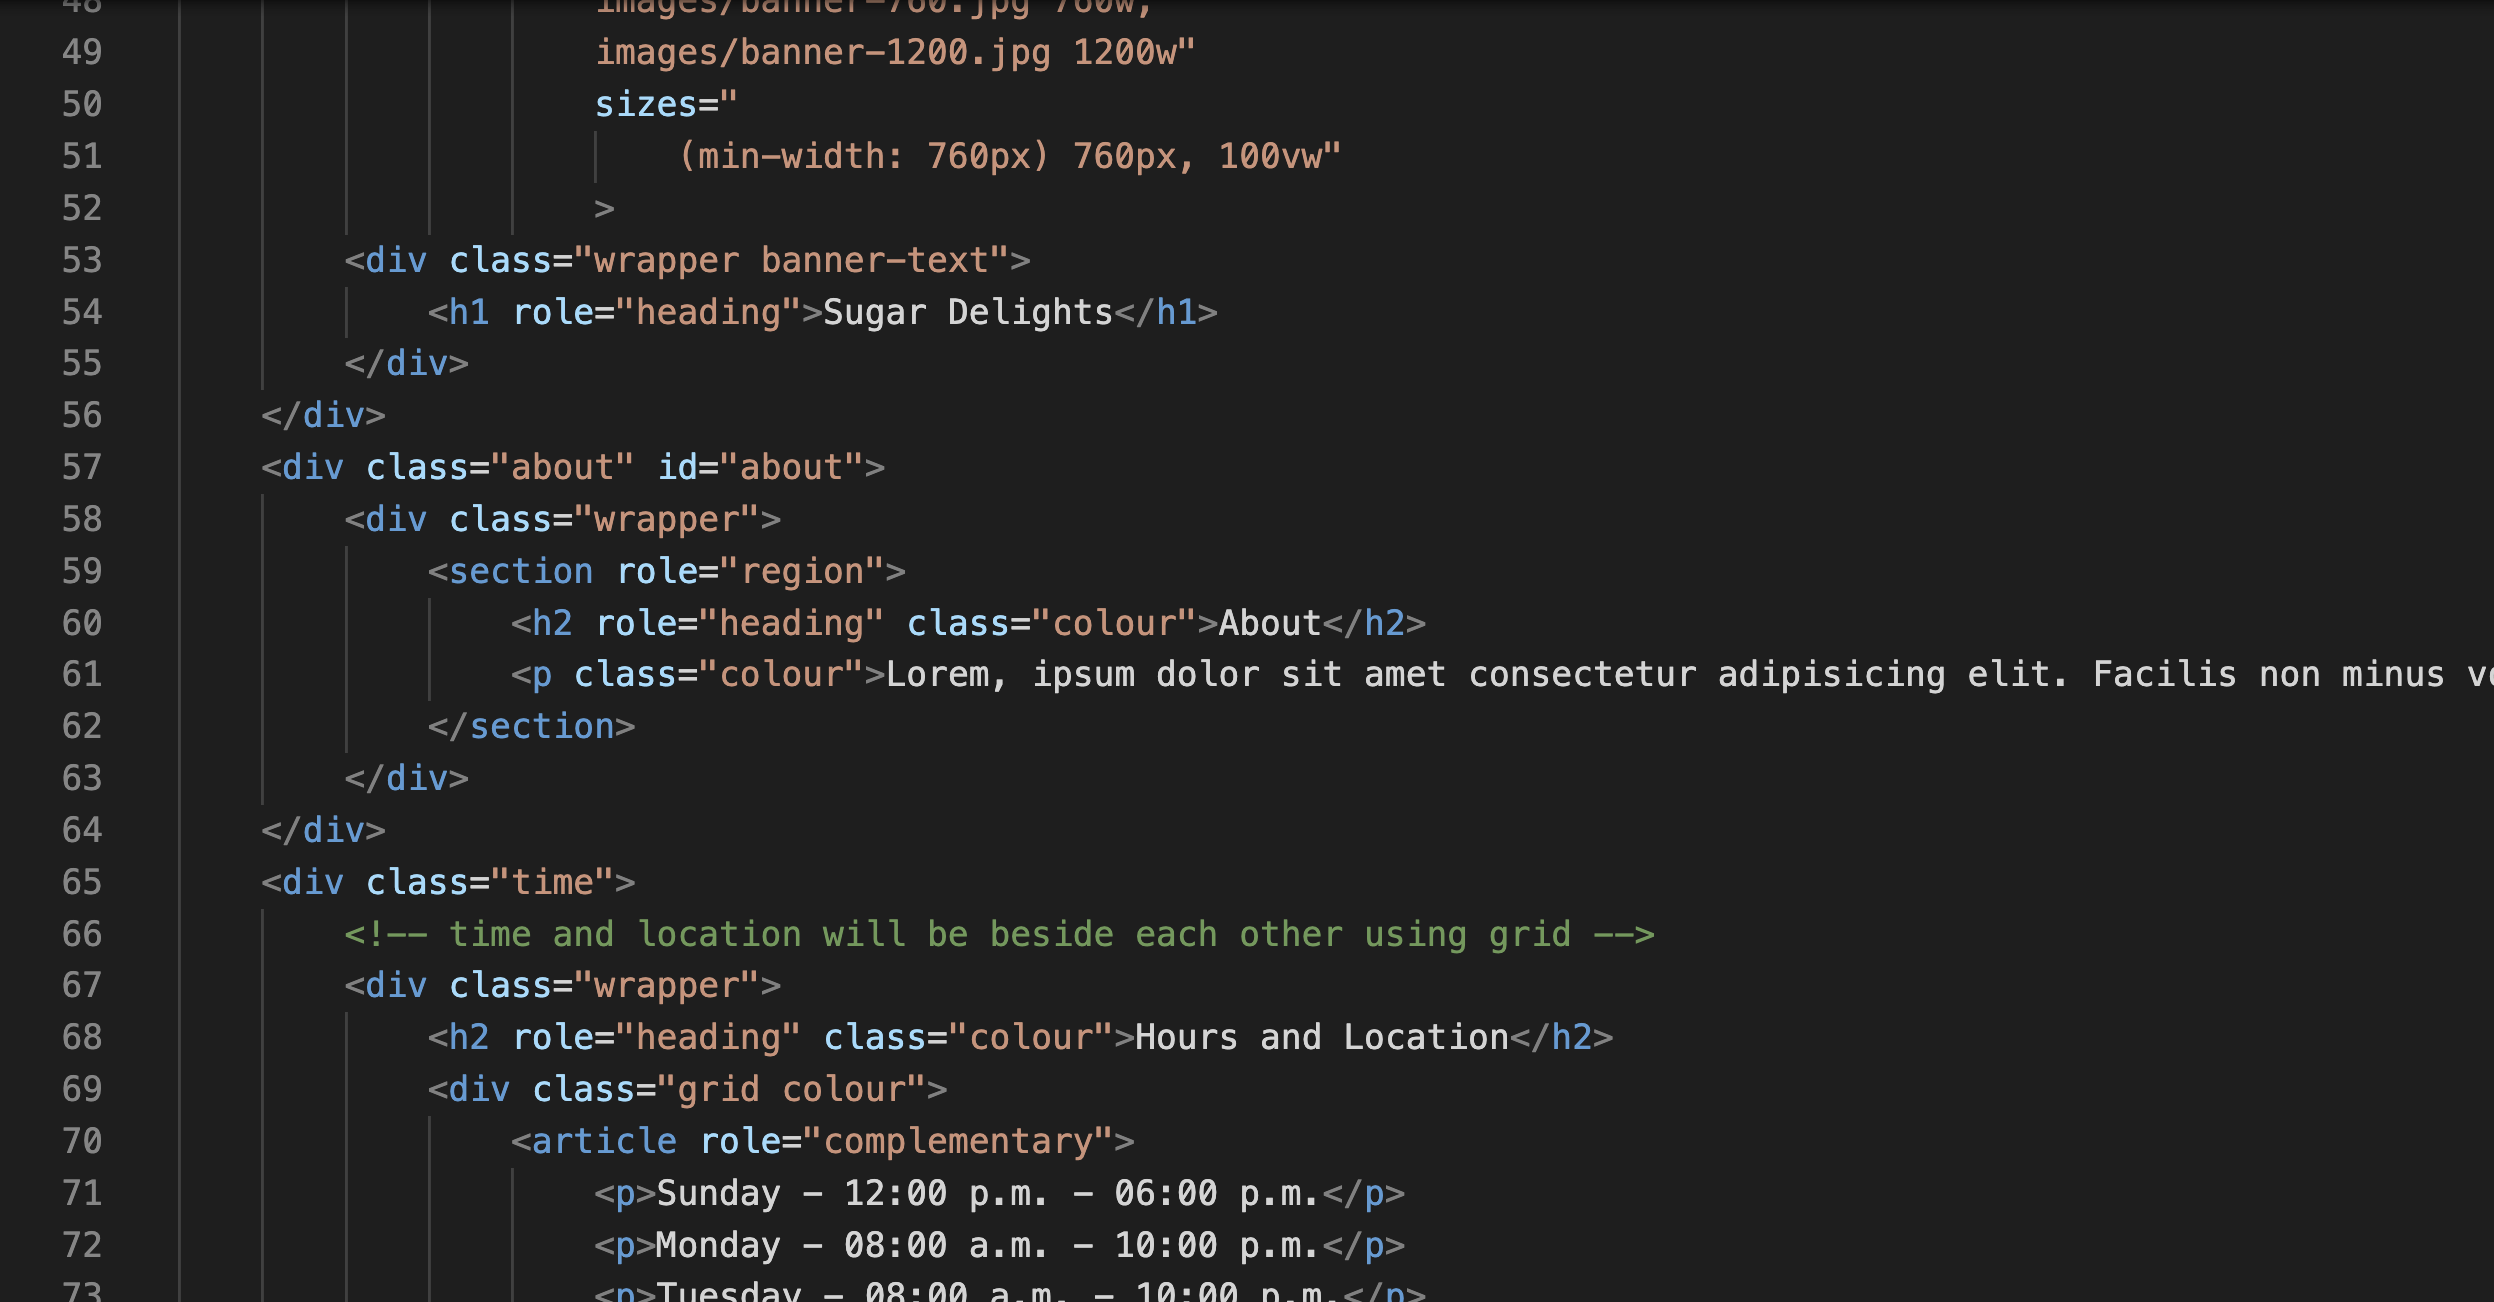 48 images/banner-760.jpg 760w,
49 images/banner-1200.jpg 1200w"
50 sizes="
51 (min-width: 760px) 760px, 100vw"
52 >
53 <div class="wrapper banner-text">
54 <h1 role="heading">Sugar Delights</h1>
55 </div>
56 </div>
57 <div class="about" id="about">
58 <div class="wrapper">
59 <section role="region">
60 <h2 role="heading" class="colour">About</h2>
61 <p class="colour">Lorem, ipsum dolor sit amet consectetur adipisicing elit. Facilis non minus
62 </section>
63 </div>
64 </div>
65 <div class="time">
66 <!-- time and location will be beside each other using grid -->
67 <div class="wrapper">
68 <h2 role="heading" class="colour">Hours and Location</h2>
69 <div class="grid colour">
70 <article role="complementary">
71 <p>Sunday - 12:00 p.m. - 06:00 p.m.</p>
72 <p>Monday - 08:00 a.m. - 10:00 p.m.</p>
73 <p>Tuesday - 08:00 a.m. - 10:00 p.m.</p>